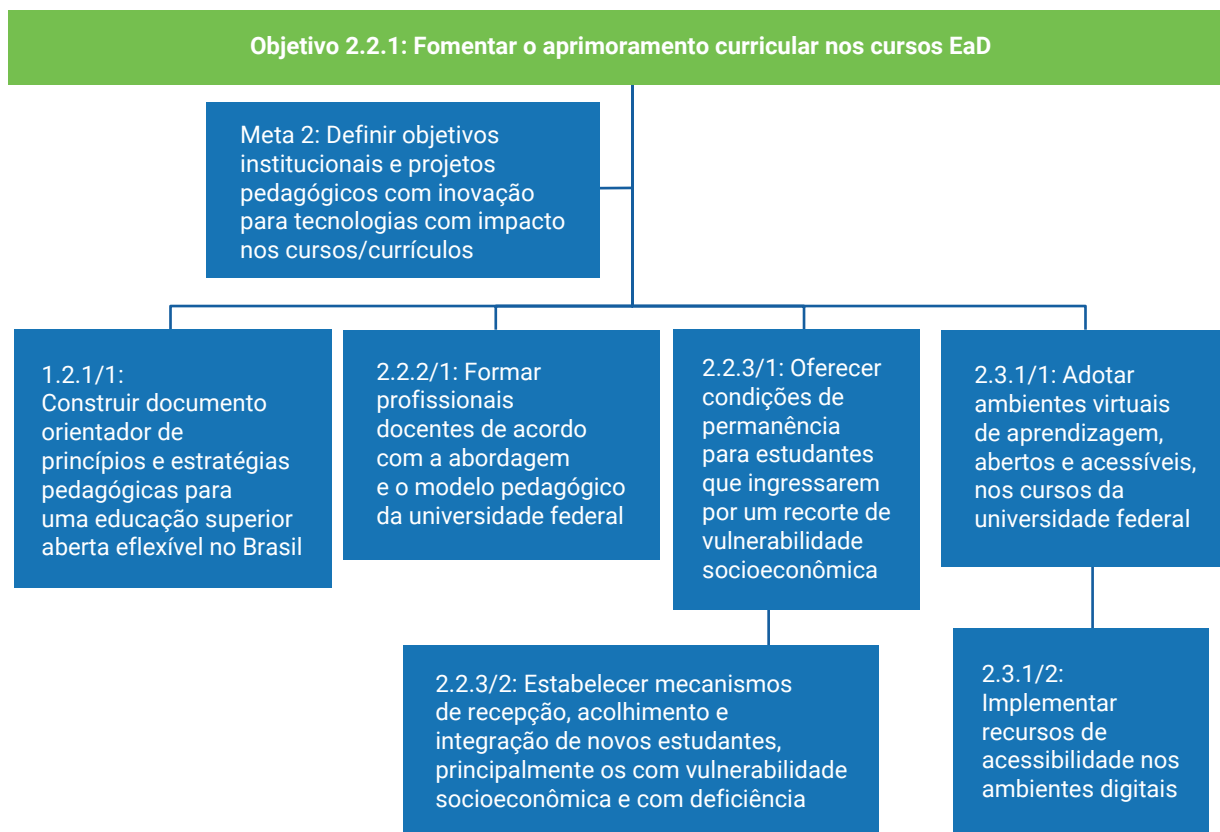 Objetivo 2.2.1: Fomentar o aprimoramento curricular nos cursos EaD
Meta 2: Definir objetivos
institucionais e projetos
pedagógicos com inovação
para tecnologias com impacto
nos cursos/currículos
1.2.1/1:
Construir documento
orientador de
princípios e estratégias
pedagógicas para
uma educação superior
aberta eflexível no Brasil
2.2.2/1: Formar
profissionais
docentes de acordo
com a abordagem
e o modelo pedagógico
da universidade federal
2.2.3/1: Oferecer
condições de
permanência
para estudantes
que ingressarem
por um recorte de
vulnerabilidade
socioeconômica
2.3.1/1: Adotar
ambientes virtuais
de aprendizagem,
abertos e acessíveis,
nos cursos da
universidade federal
2.2.3/2: Estabelecer mecanismos
de recepção, acolhimento e
integração de novos estudantes,
principalmente os com vulnerabilidade
socioeconômica e com deficiência
2.3.1/2:
Implementar
recursos de
acessibilidade nos
ambientes digitais